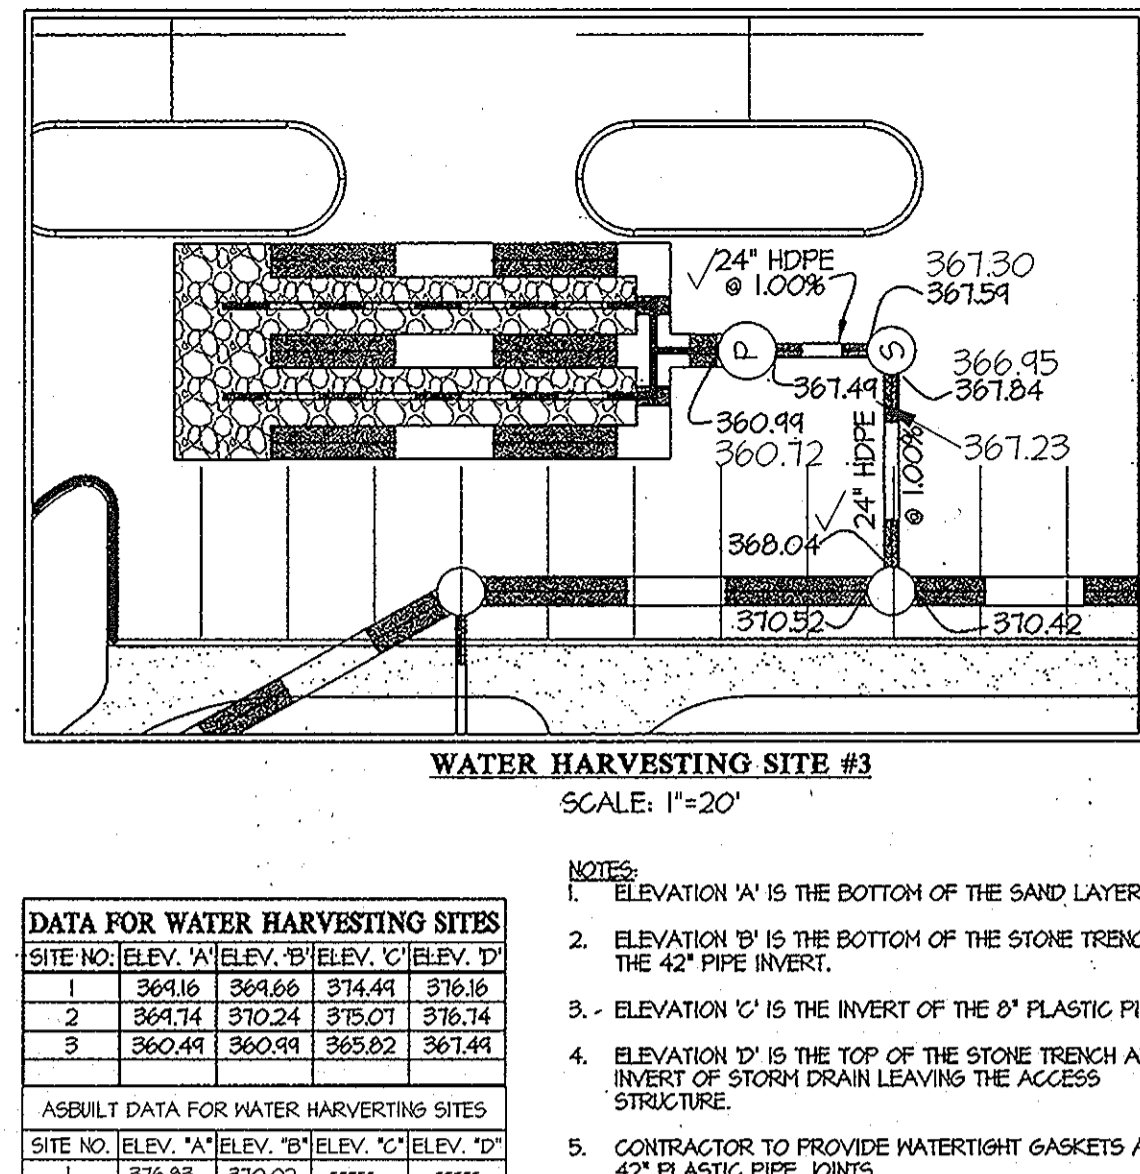 √24" HDPE
@ 1.00%
367.30
367.59
P
S
366.95
367.84
367.49
360.99
360.72
24" HDPE
@ 1.00%
√
367.23
368.04
370.52
370.42
WATER HARVESTING SITE #3
SCALE: 1"=20'
NOTES:
1. ELEVATION 'A' IS THE BOTTOM OF THE SAND LAYER
2. ELEVATION 'B' IS THE BOTTOM OF THE STONE
THE 42" PIPE INVERT.
3. ELEVATION 'C' IS THE INVERT OF THE 8" PLASTIC
4. ELEVATION 'D' IS THE TOP OF THE STONE TRENCH
INVERT OF STORM DRAIN LEAVING THE ACCESS
STRUCTURE.
5. CONTRACTOR TO PROVIDE WATERTIGHT GASKETS
42" PLASTIC PIPE JOINTS
DATA FOR WATER HARVESTING SITES
SITE NO. ELEV. 'A' ELEV. 'B' ELEV. 'C' ELEV. 'D'
1 369.16 369.66 374.49 376.16
2 369.74 370.24 375.07 376.74
3 360.49 360.99 365.82 367.49
ASBUILT DATA FOR WATER HARVERTING SITES
SITE NO. ELEV. "A" ELEV. "B" ELEV. "C" ELEV. "D"
1 370.02 ----- -----